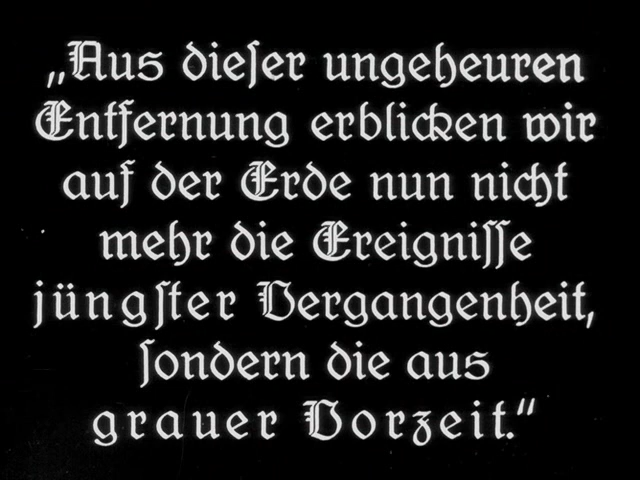 „Aus dieſer ungeheuren
Entfernung erblicken wir
auf der Erde nun nicht
mehr die Ereigniſſe
jüngſter Vergangenheit,
ſondern die aus
grauer Vorzeit.“